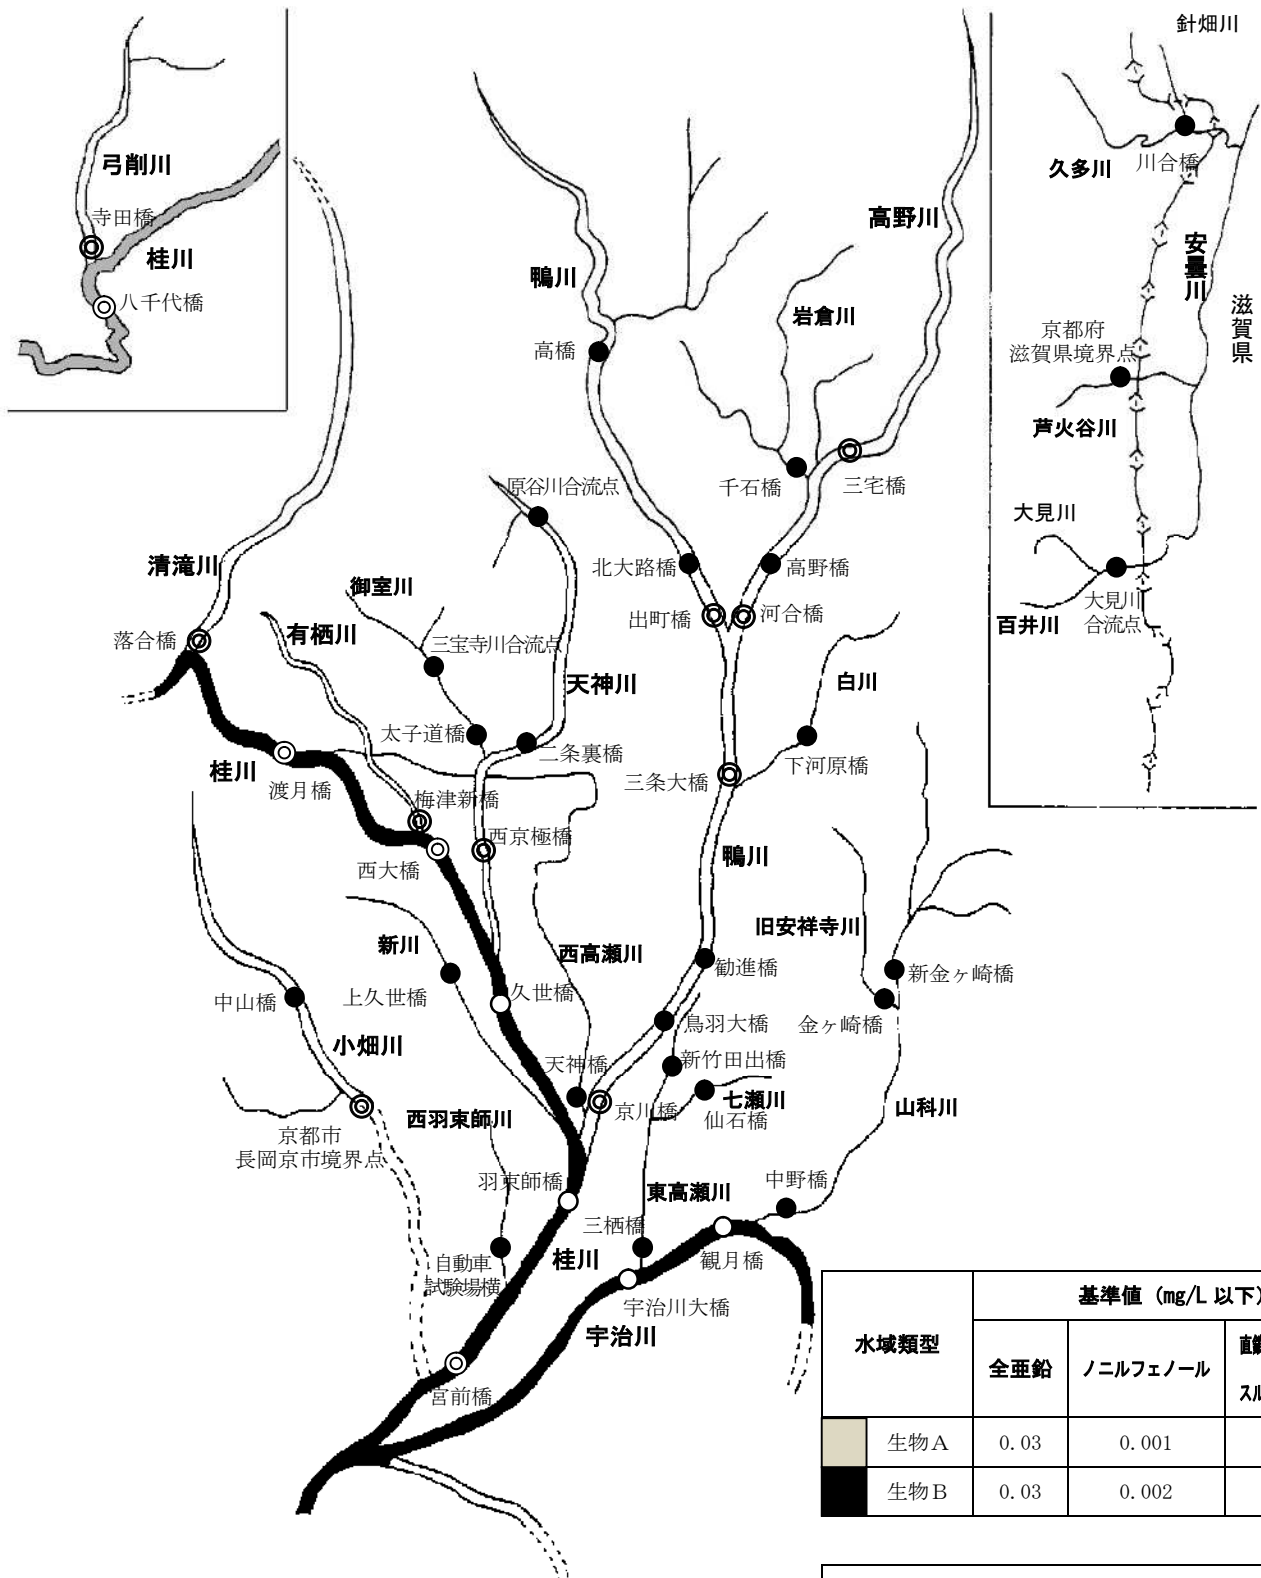 針畑川
弓削川
寺田橋
桂川
八千代橋
久多川
川合橋
安曇川
滋賀県
京都府
滋賀県境界点
芦火谷川
大見川
百井川
大見川
合流点
高野川
鴨川
岩倉川
高橋
千石橋
三宅橋
原谷川合流点
北大路橋
高野橋
出町橋
河合橋
清滝川
落合橋
御室川
有栖川
三宝寺川合流点
天神川
白川
太子道橋
二条裏橋
下河原橋
桂川
渡月橋
三条大橋
梅津新橋
西京極橋
西大橋
鴨川
旧安祥寺川
新川
西高瀬川
勧進橋
新金ヶ崎橋
中山橋
上久世橋
久世橋
鳥羽大橋
金ヶ崎橋
小畑川
天神橋
新竹田出橋
七瀬川
仙石橋
京川橋
山科川
西羽束師川
京都市
長岡京市境界点
羽束師橋
東高瀬川
中野橋
三栖橋
観月橋
自動車
試験場横
桂川
宇治川大橋
宇治川
宮前橋
水域類型
基準値（mg/L 以下）
全亜鉛
ノニルフェノール
直鎖
スル
生物A
0.03
0.001
生物B
0.03
0.002